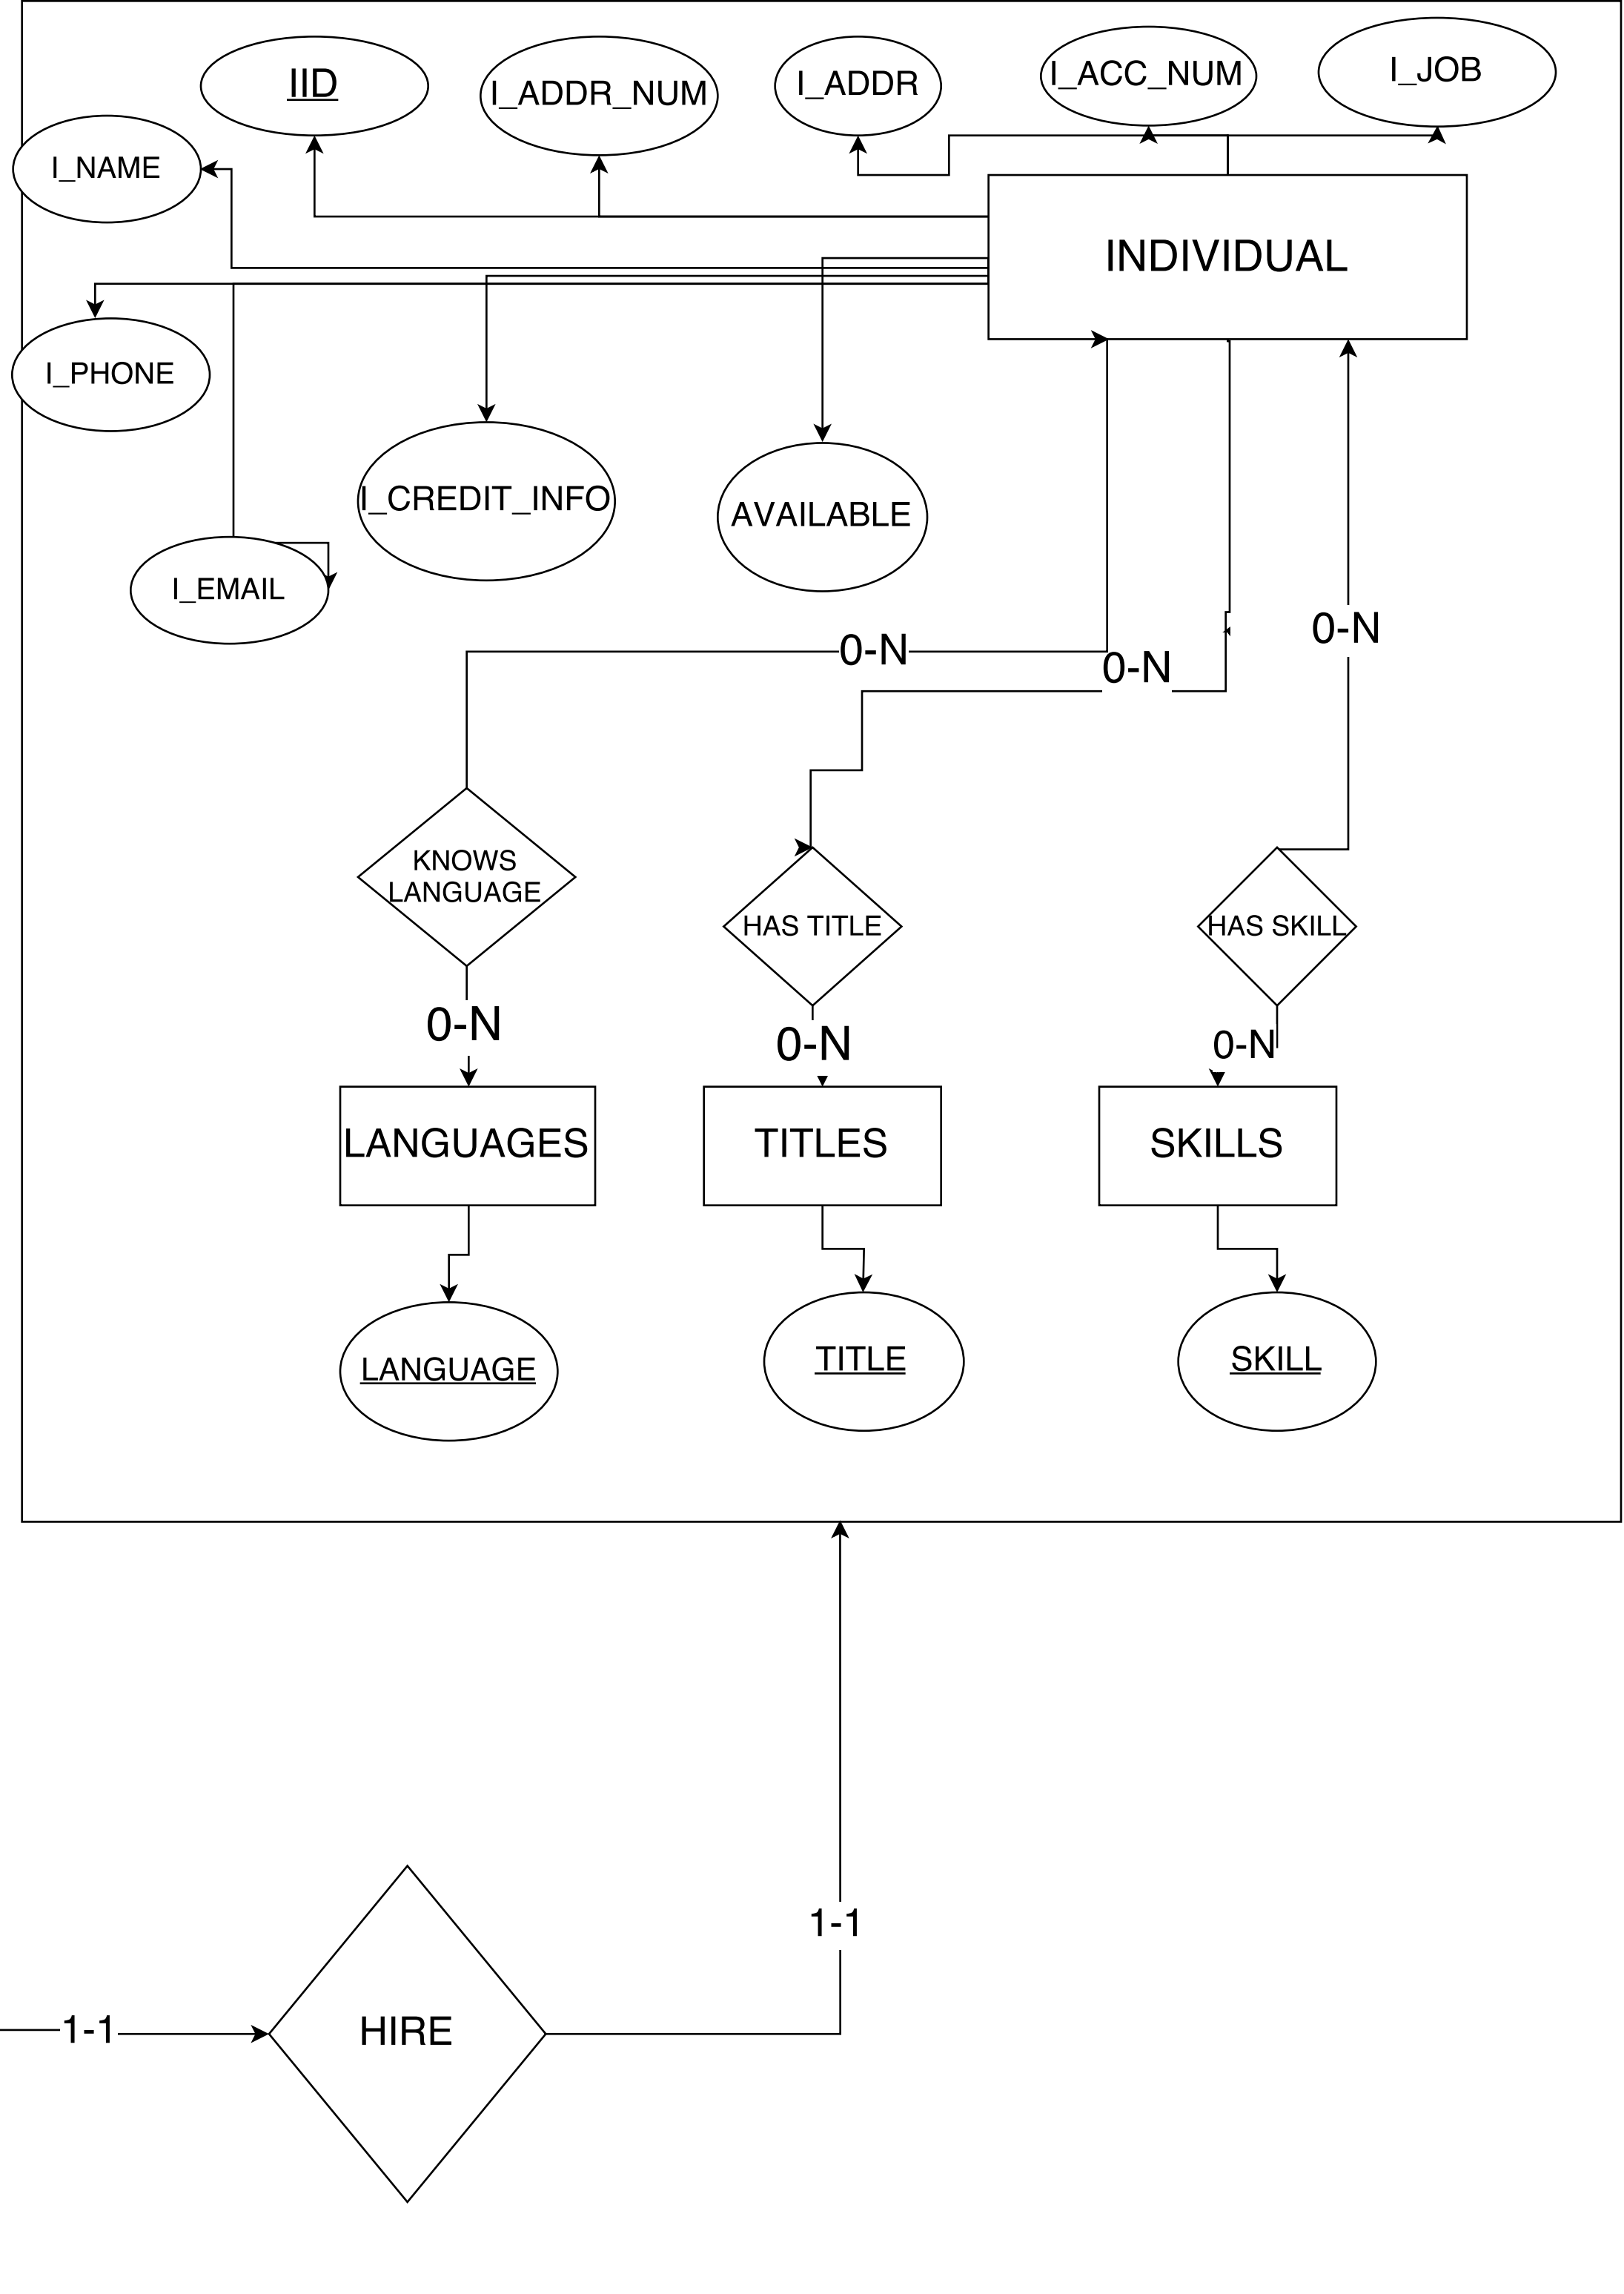 IID
I_ADDR_NUM
I_ADDR
I_ACC_NUM
I_JOB
I_NAME
INDIVIDUAL
I_PHONE
I_CREDIT_INFO
AVAILABLE
I_EMAIL
0-N
0-N
0-N
KNOWS
LANGUAGE
HAS TITLE
HAS SKILL
0-N
0-N
0-N
LANGUAGES
TITLES
SKILLS
LANGUAGE
TITLE
SKILL
1-1
1-1
HIRE